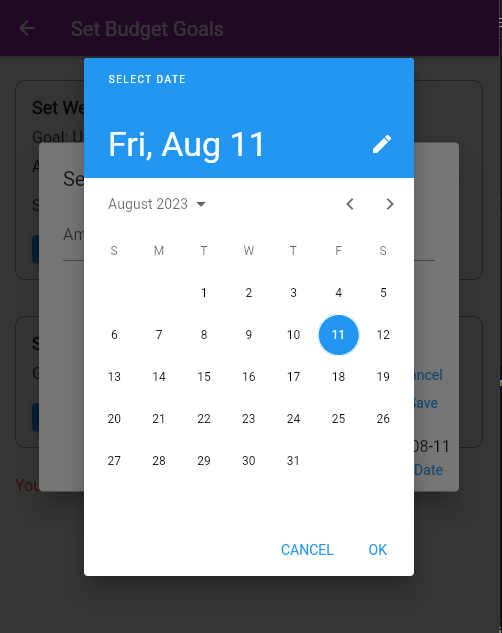 Set Budget Goals
SELECT DATE
Fri, Aug 11
August 2023
S M T W T F S
1 2 3 4 5
6 7 8 9 10 11 12
13 14 15 16 17 18 19
20 21 22 23 24 25 26
27 28 29 30 31
CANCEL OK
Set We
Goal: U
A
S
Se
Am
S
G
ancel
Save
08-11
Date
You